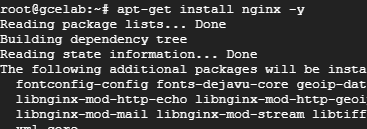 root@gcelab:~# apt-get install nginx -y
Reading package lists... Done
Building dependency tree
Reading state information... Done
The following additional packages will be insta
fontconfig-config fonts-dejavu-core geoip-dat
libnginx-mod-http-echo libnginx-mod-http-geoi
libnginx-mod-mail libnginx-mod-stream libtiff
xml-core